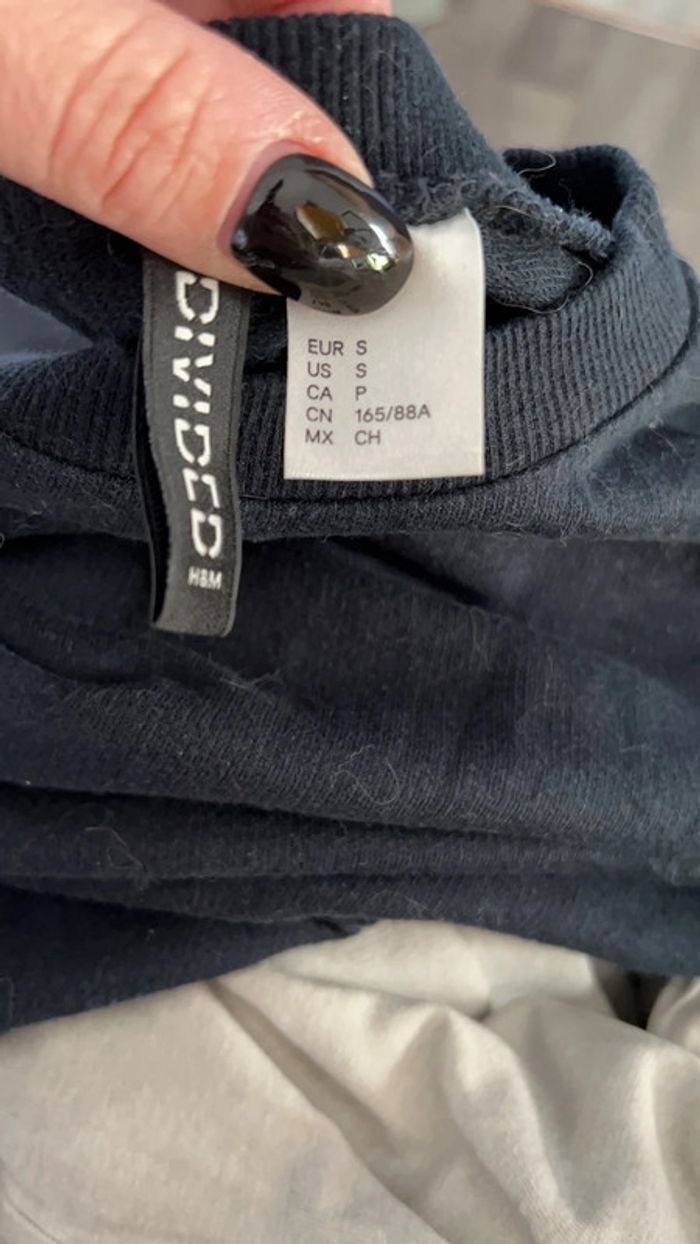 DIVIDED
H&M
EUR S
US S
CA P
CN 165/88A
MX CH